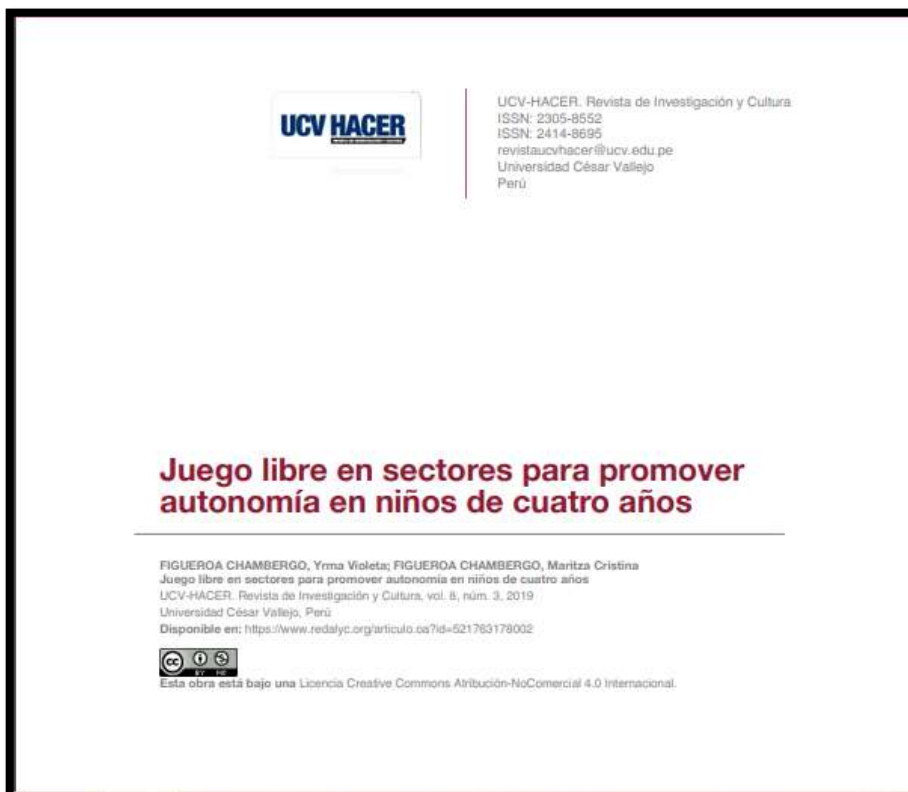 UCV HACER
UCV-HACER. Revista de Investigación y Cultura
ISSN: 2305-8552
ISSN: 2414-8695
revistaucvhacer@ucv.edu.pe
Universidad César Vallejo
Perú
Juego libre en sectores para promover
autonomía en niños de cuatro años
FIGUEROA CHAMBERGO, Yrma Violeta; FIGUEROA CHAMBERGO, Maritza Cristina
Juego libre en sectores para promover autonomía en niños de cuatro años
UCV-HACER. Revista de Investigación y Cultura, vol. 8, núm. 3, 2019
Universidad César Vallejo, Perú
Disponible en: https://www.redalyc.org/articulo.oa?id=521763178002
cc
BY NC
Esta obra está bajo una Licencia Creative Commons Atribución-NoComercial 4.0 Internacional.